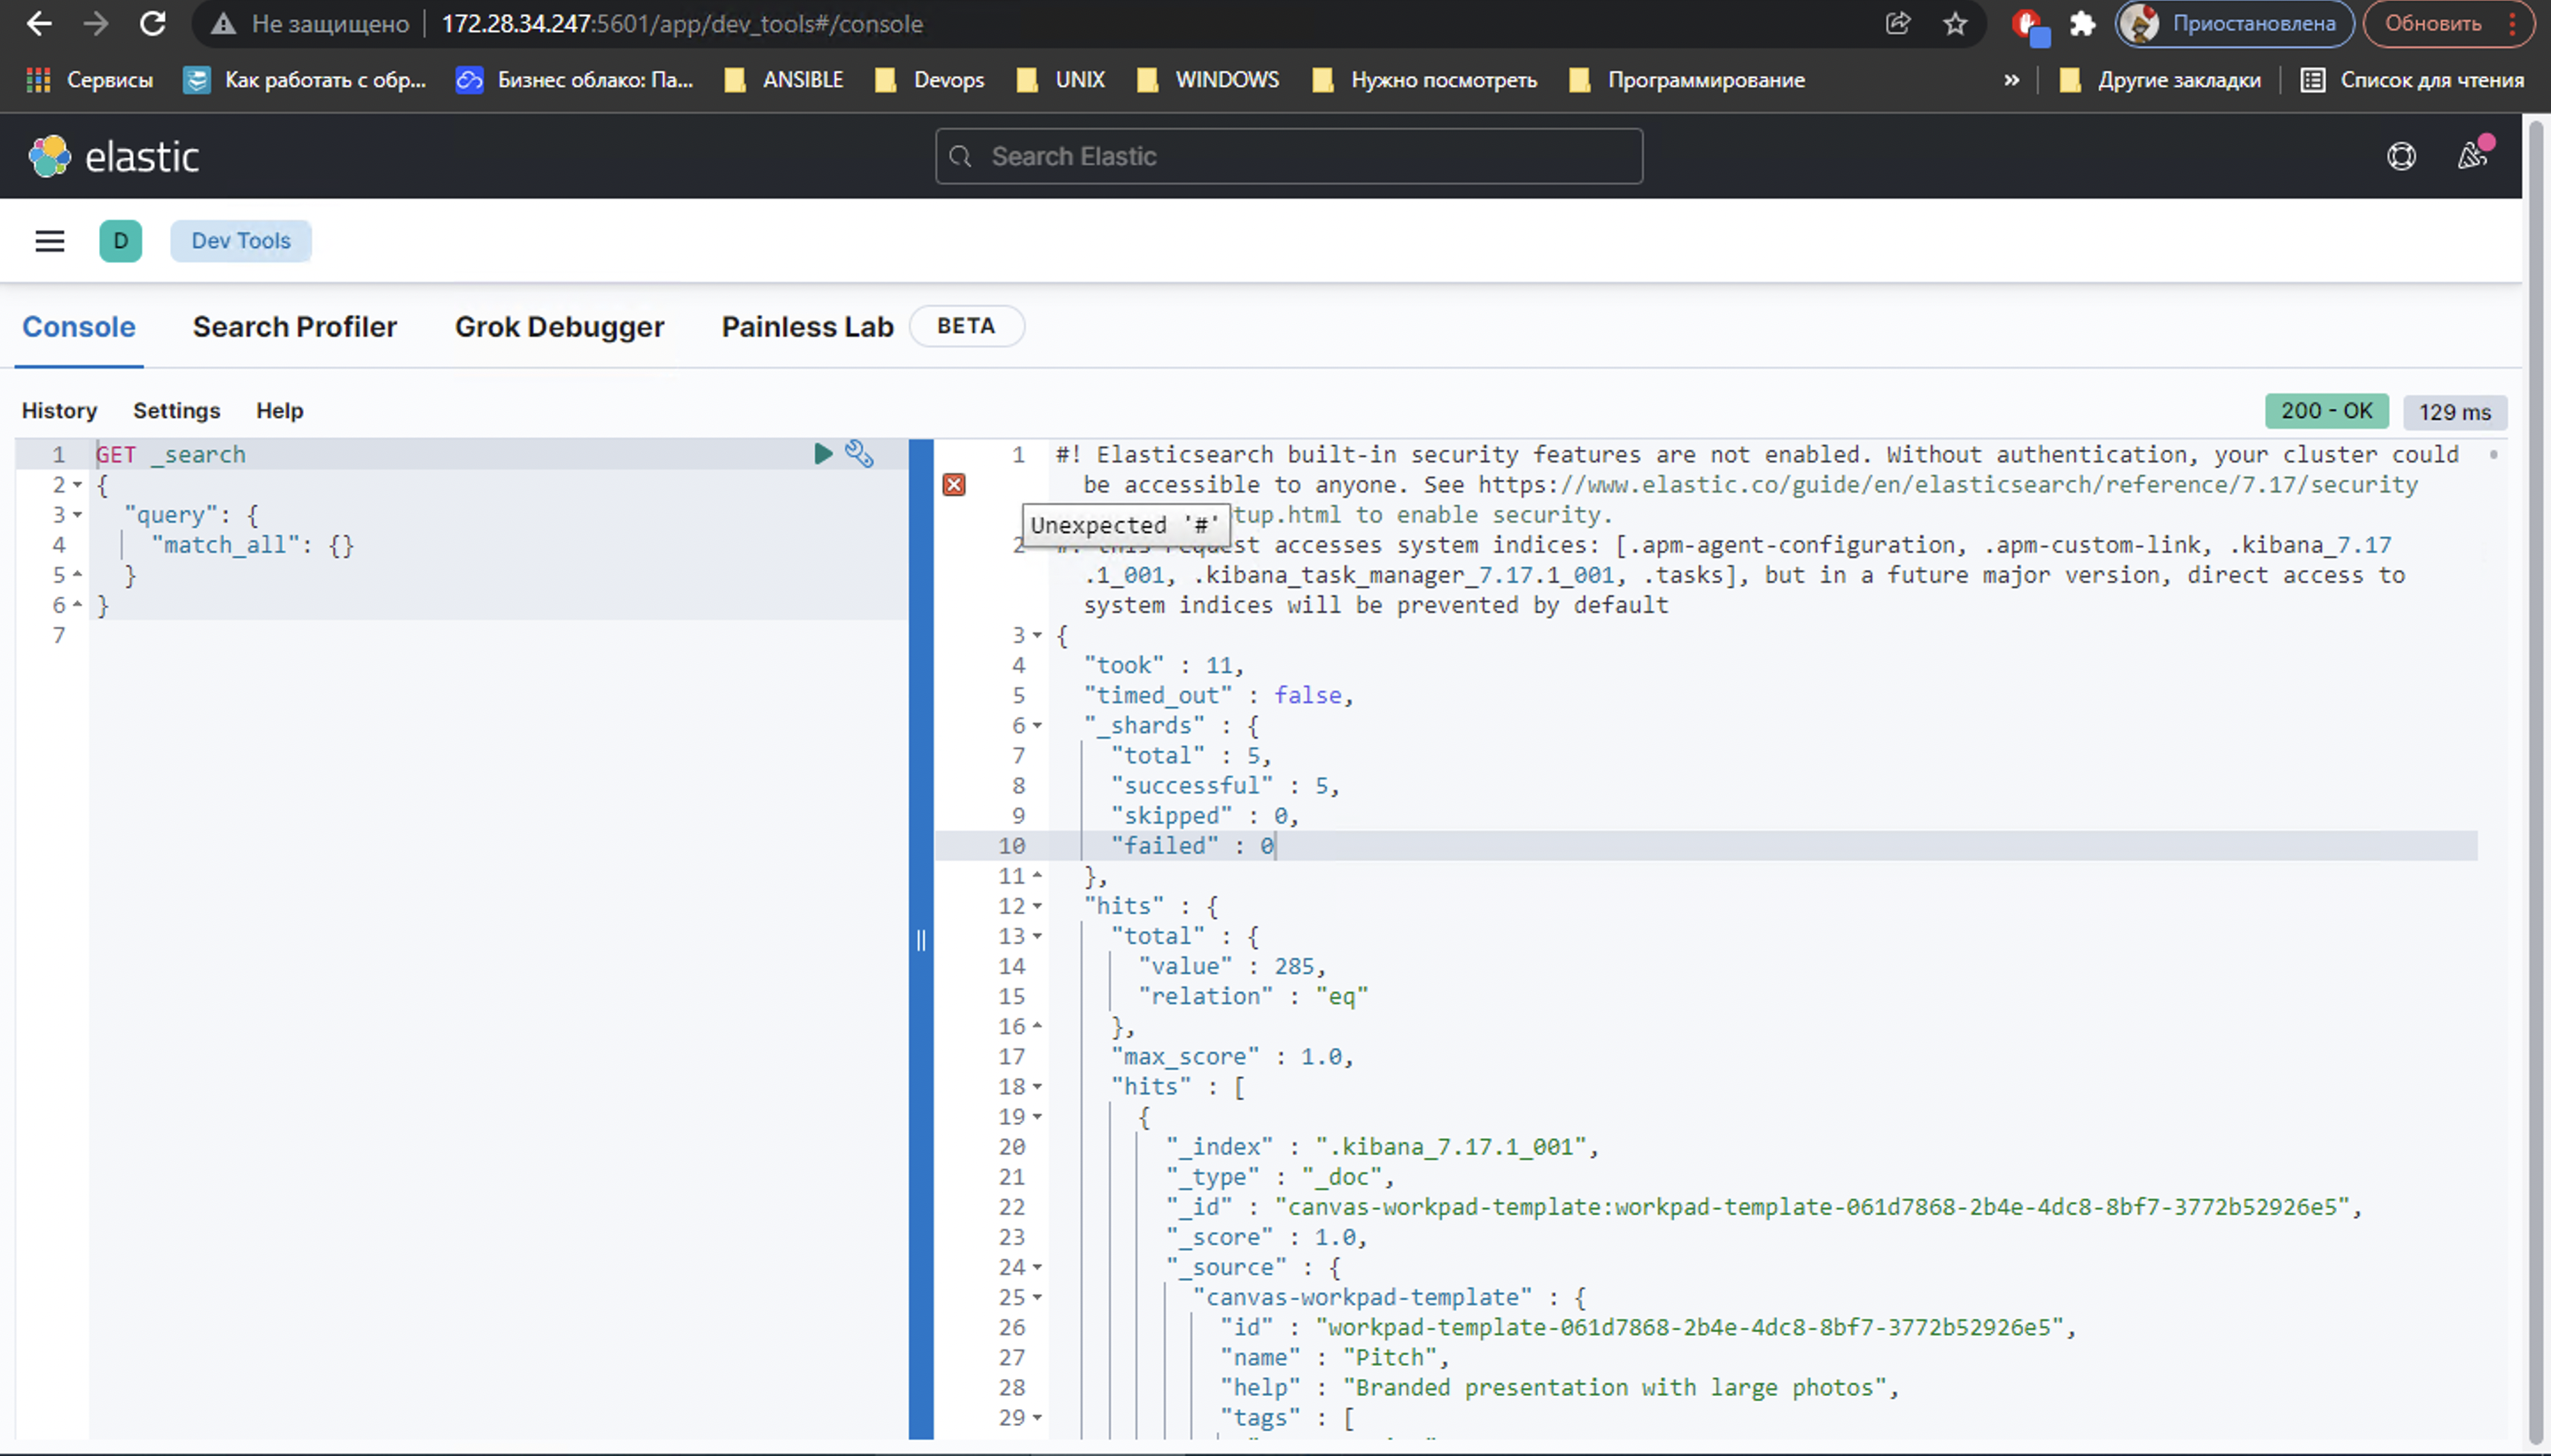 Не защищено | 172.28.34.247:5601/app/dev_tools#/console
Приостановлена
Обновить
Сервисы
Как работать с обр...
Бизнес облако: Па...
ANSIBLE
Devops
UNIX
WINDOWS
Нужно посмотреть
Программирование
»
Другие закладки
Список для чтения
elastic
Search Elastic
D
Dev Tools
Console
Search Profiler
Grok Debugger
Painless Lab
BETA
History
Settings
Help
200 - OK
129 ms
1 GET _search
2 {
3 "query": {
4 "match_all": {}
5 }
6 }
7
1 #! Elasticsearch built-in security features are not enabled. Without authentication, your cluster could
be accessible to anyone. See https://www.elastic.co/guide/en/elasticsearch/reference/7.17/security
Unexpected '#'
tup.html to enable security.
2 #! this request accesses system indices: [.apm-agent-configuration, .apm-custom-link, .kibana_7.17
.1_001, .kibana_task_manager_7.17.1_001, .tasks], but in a future major version, direct access to
system indices will be prevented by default
3 {
4 "took" : 11,
5 "timed_out" : false,
6 "_shards" : {
7 "total" : 5,
8 "successful" : 5,
9 "skipped" : 0,
10 "failed" : 0
11 },
12 "hits" : {
13 "total" : {
14 "value" : 285,
15 "relation" : "eq"
16 },
17 "max_score" : 1.0,
18 "hits" : [
19 {
20 "_index" : ".kibana_7.17.1_001",
21 "_type" : "_doc",
22 "_id" : "canvas-workpad-template:workpad-template-061d7868-2b4e-4dc8-8bf7-3772b52926e5",
23 "_score" : 1.0,
24 "_source" : {
25 "canvas-workpad-template" : {
26 "id" : "workpad-template-061d7868-2b4e-4dc8-8bf7-3772b52926e5",
27 "name" : "Pitch",
28 "help" : "Branded presentation with large photos",
29 "tags" : [